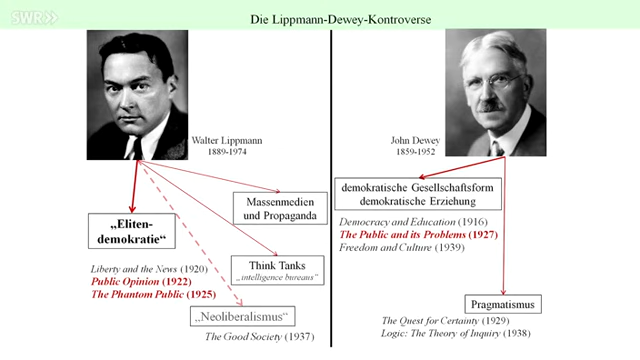 SWR»
Die Lippmann-Dewey-Kontroverse
Walter Lippmann
1889-1974
John Dewey
1859-1952
Massenmedien
und Propaganda
„Eliten-
demokratie“
Think Tanks
„intelligence bureaus“
Liberty and the News (1920)
Public Opinion (1922)
The Phantom Public (1925)
„Neoliberalismus“
The Good Society (1937)
demokratische Gesellschaftsform
demokratische Erziehung
Democracy and Education (1916)
The Public and its Problems (1927)
Freedom and Culture (1939)
Pragmatismus
The Quest for Certainty (1929)
Logic: The Theory of Inquiry (1938)